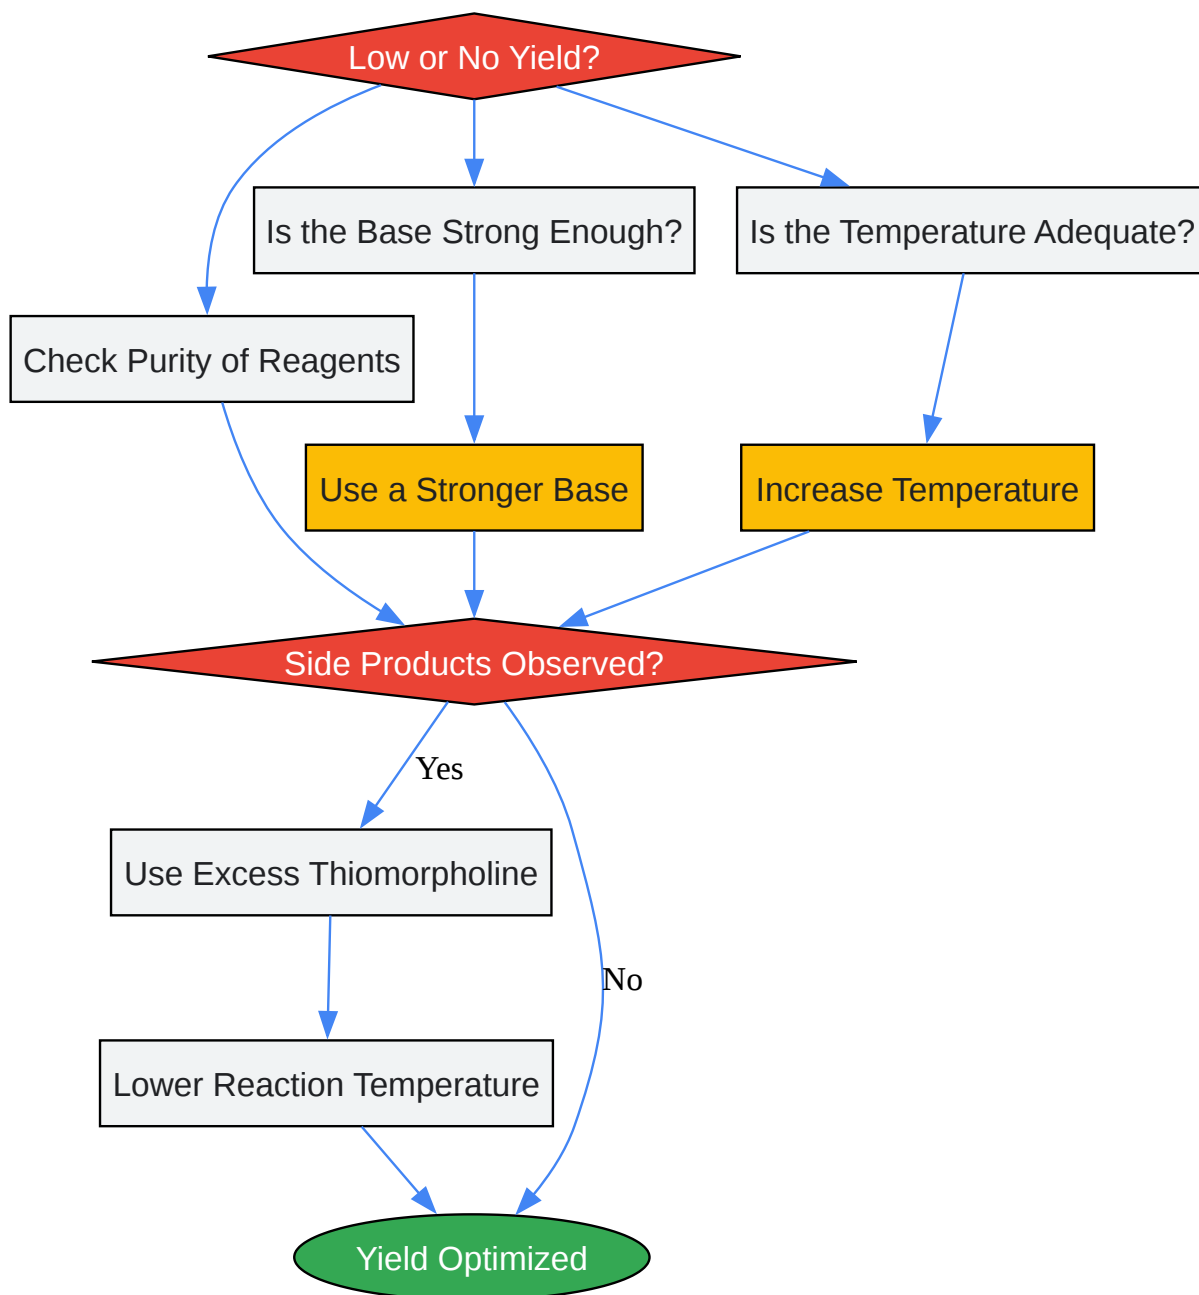 Low or No Yield?
Is the Base Strong Enough?
Is the Temperature Adequate?
Check Purity of Reagents
Use a Stronger Base
Increase Temperature
Side Products Observed?
Yes
Use Excess Thiomorpholine
No
Lower Reaction Temperature
Yield Optimized